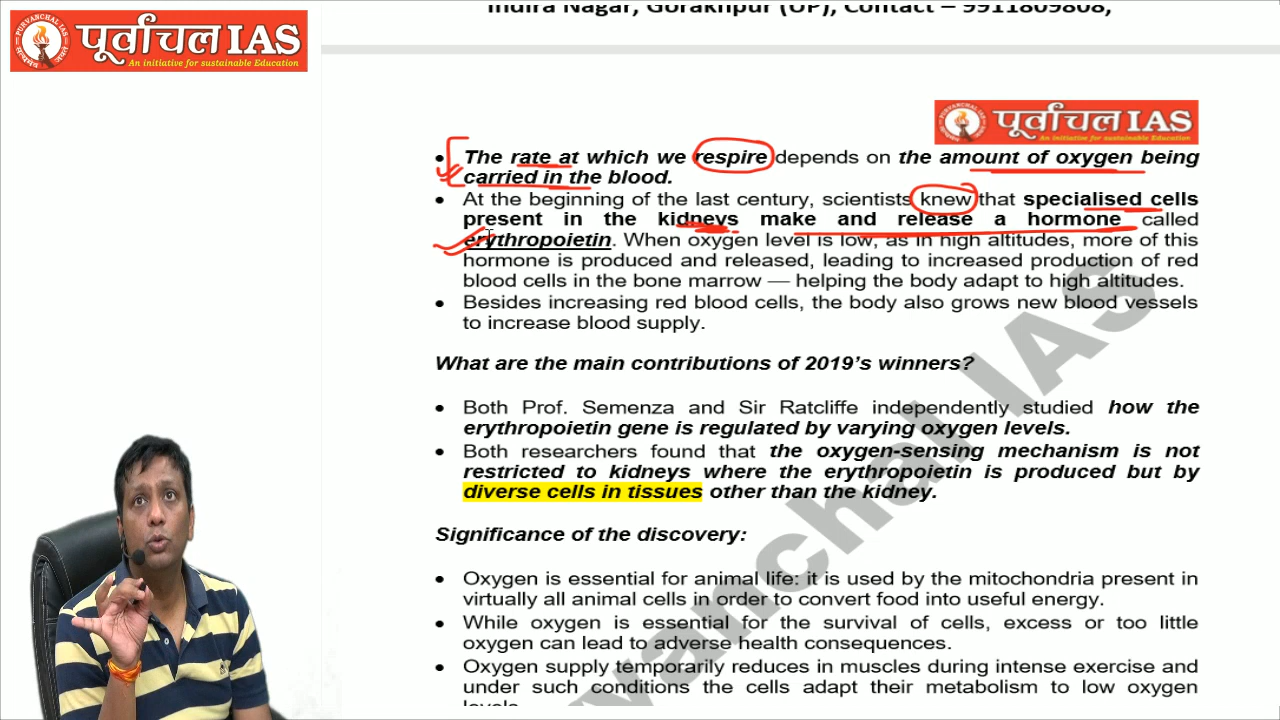 Indira Nagar, Gorakhpur (UP), Contact – 9911809808,
PURVANCHAL IAS
पूर्वांचल IAS
An initiative for sustainable Education
पूर्वांचल IAS
An initiative for sustainable Education
• The rate at which we respire depends on the amount of oxygen being
carried in the blood.
• At the beginning of the last century, scientists knew that specialised cells
present in the kidneys make and release a hormone called
erythropoietin. When oxygen level is low, as in high altitudes, more of this
hormone is produced and released, leading to increased production of red
blood cells in the bone marrow — helping the body adapt to high altitudes.
• Besides increasing red blood cells, the body also grows new blood vessels
to increase blood supply.
What are the main contributions of 2019’s winners?
• Both Prof. Semenza and Sir Ratcliffe independently studied how the
erythropoietin gene is regulated by varying oxygen levels.
• Both researchers found that the oxygen-sensing mechanism is not
restricted to kidneys where the erythropoietin is produced but by
diverse cells in tissues other than the kidney.
Significance of the discovery:
• Oxygen is essential for animal life: it is used by the mitochondria present in
virtually all animal cells in order to convert food into useful energy.
• While oxygen is essential for the survival of cells, excess or too little
oxygen can lead to adverse health consequences.
• Oxygen supply temporarily reduces in muscles during intense exercise and
under such conditions the cells adapt their metabolism to low oxygen
levels
vanchal IAS